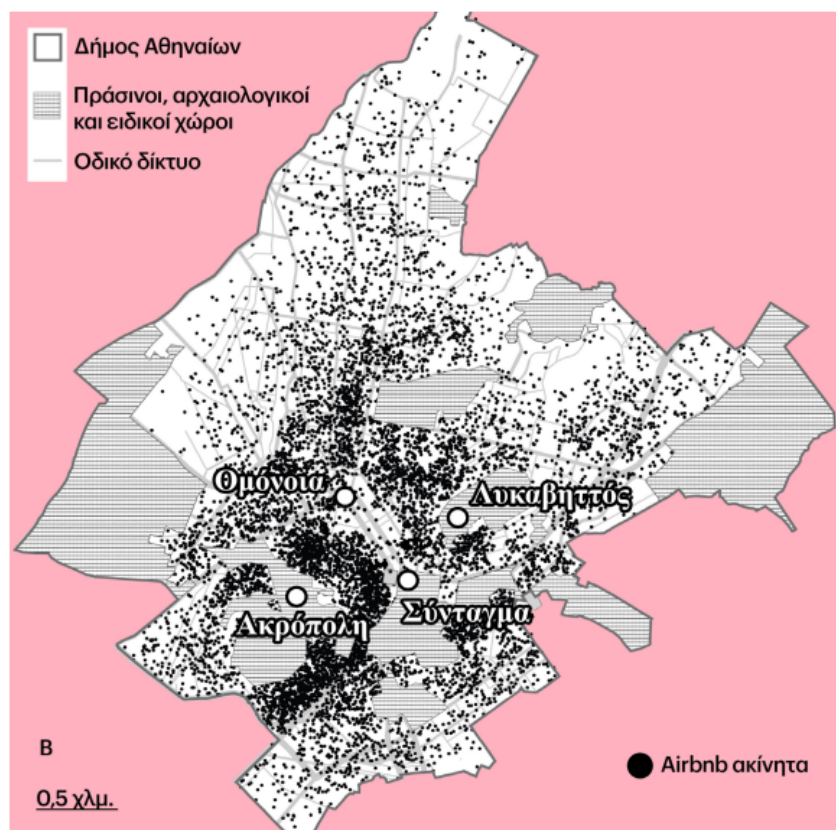 Δήμος Αθηναίων
Πράσινοι, αρχαιολογικοί
και ειδικοί χώροι
Οδικό δίκτυο
Ομόνοια
Λυκαβηττός
Ακρόπολη
Σύνταγμα
B
Airbnb ακίνητα
0,5 χλμ.